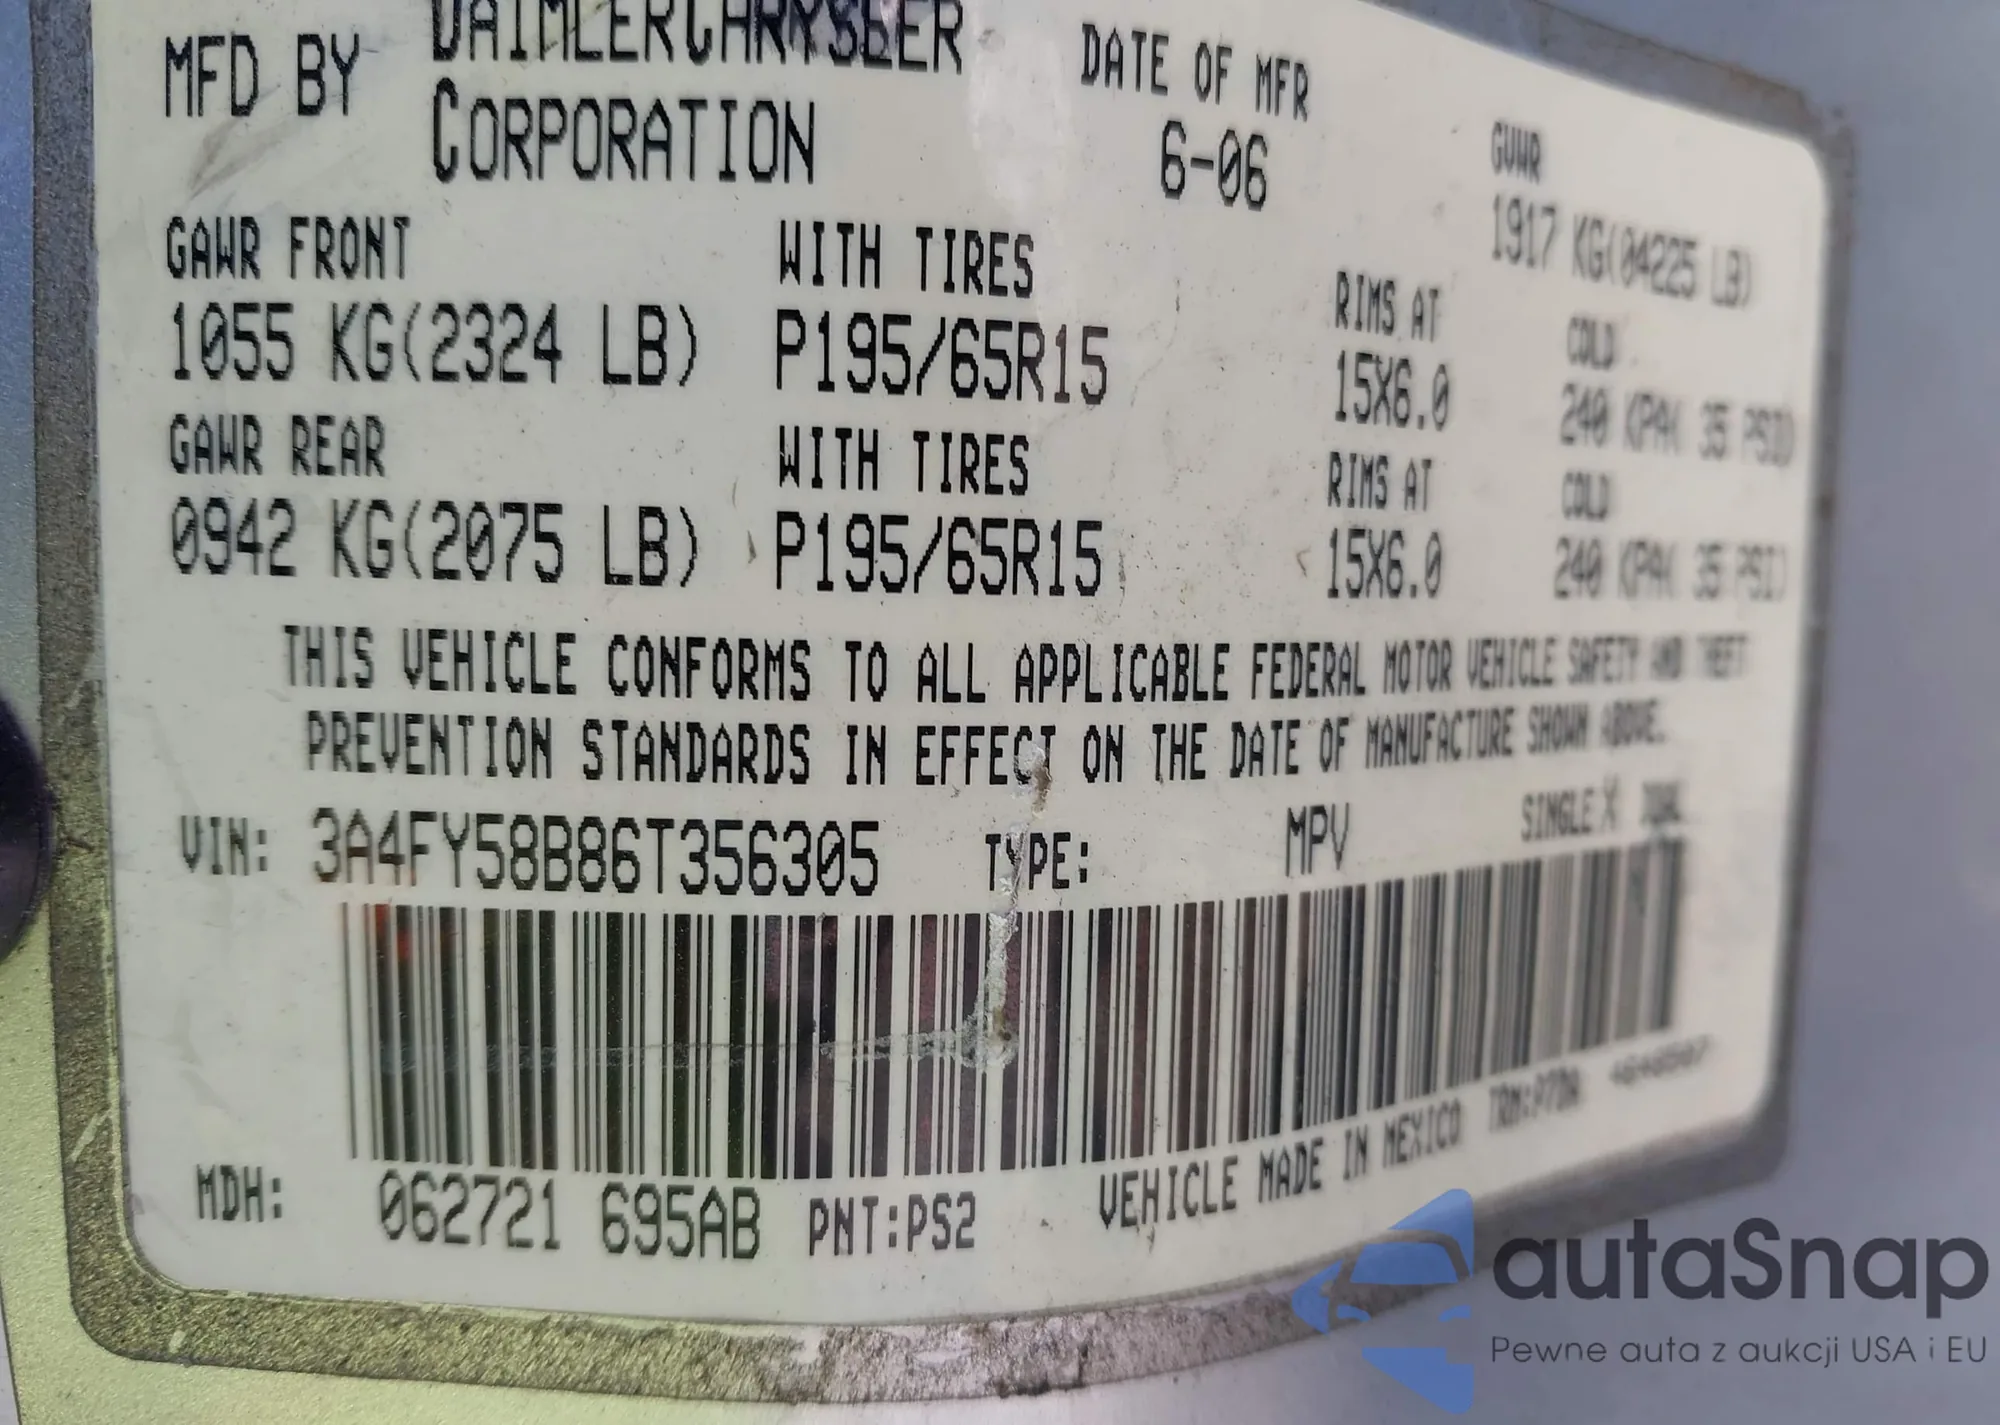 MFD BY DAIMLERCHRYSLER CORPORATION
DATE OF MFR
6-06
GVWR
1917 KG(04225 LB)
GAWR FRONT WITH TIRES RIMS AT COLD
1055 KG(2324 LB) P195/65R15 15X6.0 240 KPA( 35 PSI)
GAWR REAR WITH TIRES RIMS AT COLD
0942 KG(2075 LB) P195/65R15 15X6.0 240 KPA( 35 PSI)
THIS VEHICLE CONFORMS TO ALL APPLICABLE FEDERAL MOTOR VEHICLE SAFETY AND THEFT
PREVENTION STANDARDS IN EFFECT ON THE DATE OF MANUFACTURE SHOWN ABOVE.
VIN: 3A4FY58B86T356305 TYPE: MPV SINGLE X DUAL
MDH: 062721 695AB PNT:PS2 VEHICLE MADE IN MEXICO TRM:P7DA
autaSnap
Pewne auta z aukcji USA i EU